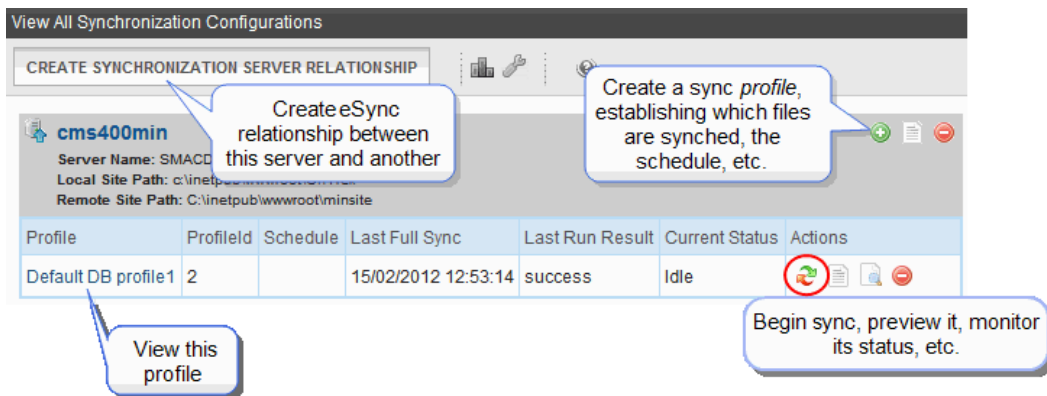 View All Synchronization Configurations
CREATE SYNCHRONIZATION SERVER RELATIONSHIP
Create eSync
relationship between
this server and another
Create a sync profile,
establishing which files
are synched, the
schedule, etc.
cms400min
Server Name: SMACD
Local Site Path: c:\inetpub\
Remote Site Path: C:\inetpub\wwwroot\minsite
Profile ProfileId Schedule Last Full Sync Last Run Result Current Status Actions
Default DB profile1 2 15/02/2012 12:53:14 success Idle
View this
profile
Begin sync, preview it, monitor
its status, etc.